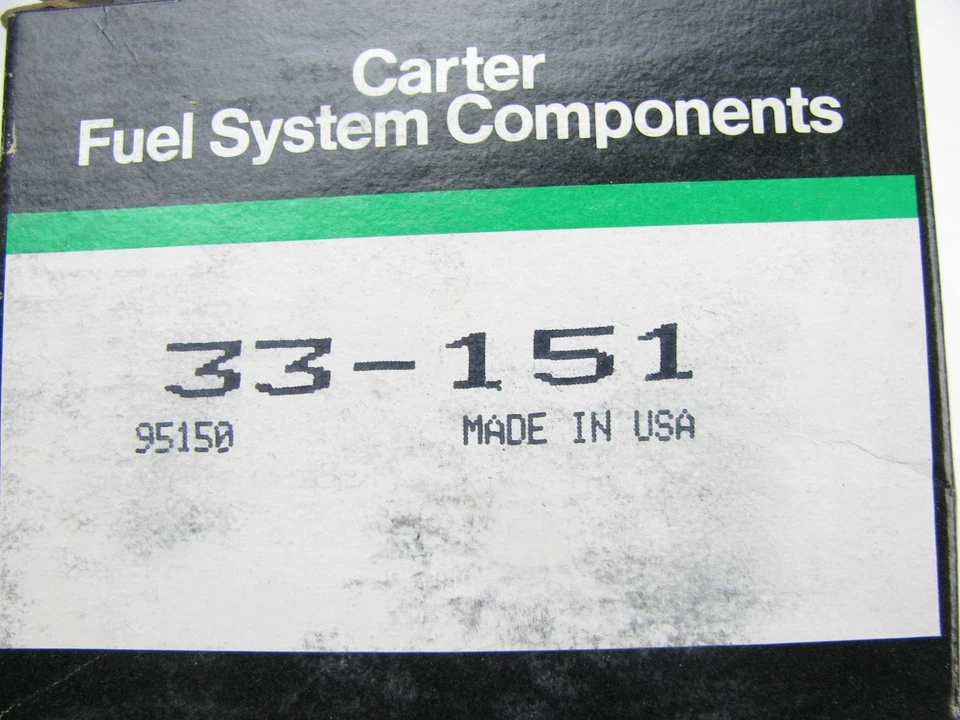 Carter
Fuel System Components
33-151
95150 MADE IN USA